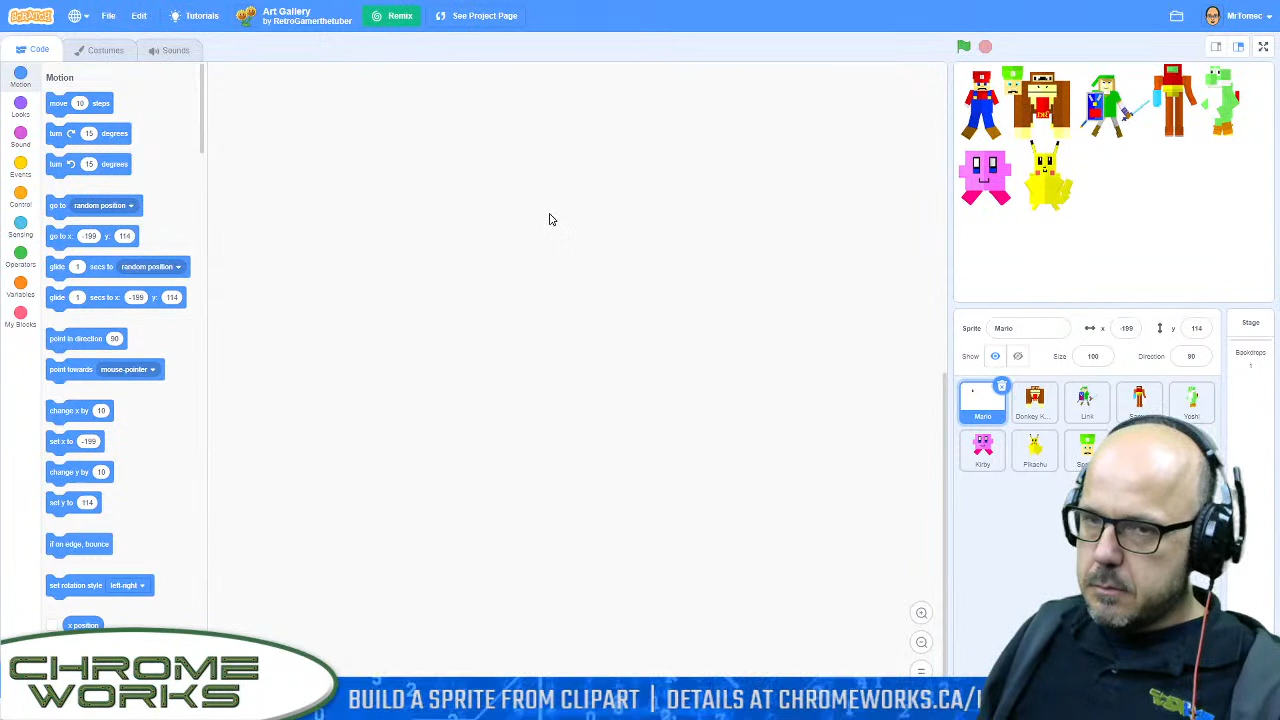 SCRATCH File Edit Tutorials Art Gallery by RetroGamerthetuber Remix See Project Page MrTomec
Code Costumes Sounds
Motion
Looks
Sound
Events
Control
Sensing
Operators
Variables
My Blocks
Motion
move 10 steps
turn 15 degrees
turn 15 degrees
go to random position
go to x: -199 y: 114
glide 1 secs to random position
glide 1 secs to x: -199 y: 114
point in direction 90
point towards mouse-pointer
change x by 10
set x to -199
change y by 10
set y to 114
if on edge, bounce
set rotation style left-right
x position
DK
Sprite Mario x -199 y 114
Show Size 100 Direction 90
Mario Donkey K... Link Yoshi
Kirby Pikachu
Stage
Backdrops
1
CHROME
WORKS
BUILD A SPRITE FROM CLIPART | DETAILS AT CHROMEWORKS.CA/